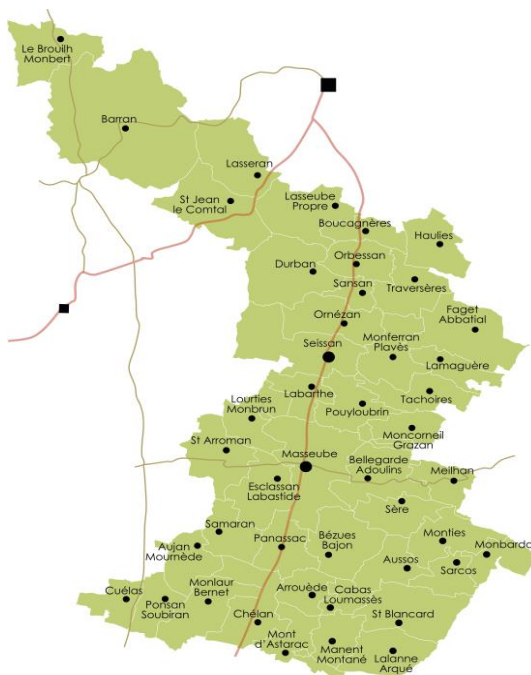 Le Brouilh
Monbert
Barran
Lasseran
St Jean
le Comtal
Lasseube
Propre
Boucagnères
Haulies
Orbessan
Durban
Sansan
Traversères
Ornézan
Faget
Abbatial
Seissan
Monferran
Plavès
Lamaguère
Labarthe
Tachoires
Lourties
Monbrun
Pouyloubrin
Moncorneil
Grazan
St Arroman
Masseube
Bellegarde
Adoulins
Meilhan
Esclassan
Labastide
Sère
Samaran
Panassac
Bézues
Bajon
Monties
Monbardo
Aujan
Mournède
Aussos
Sarcos
Cuélas
Ponsan
Soubiran
Monlaur
Bernet
Arrouède
Cabas
Loumassès
Chélan
St Blancard
Mont
d'Astarac
Manent
Montané
Lalanne
Arqué